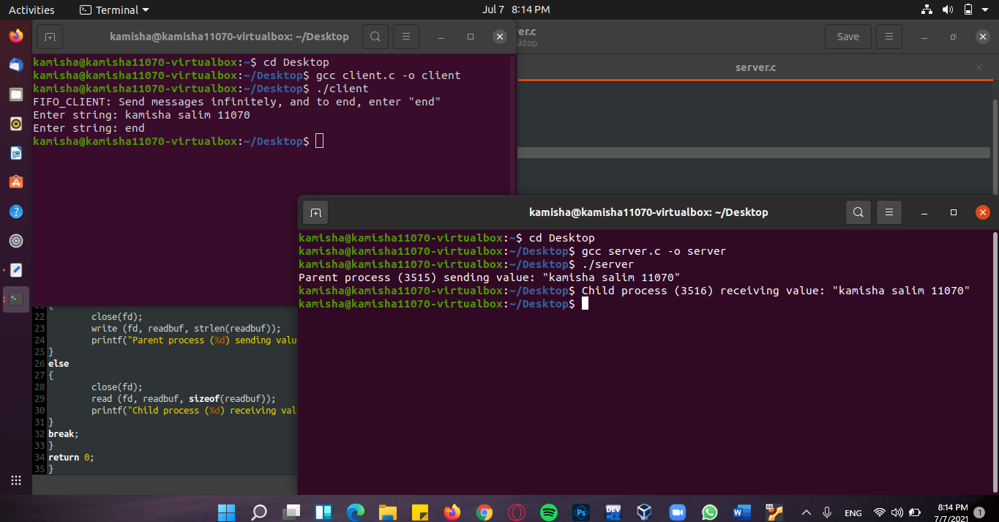 Activities Terminal Jul 7 8:14 PM
kamisha@kamisha11070-virtualbox: ~/Desktop
er.c
sktop
Save
server.c
kamisha@kamisha11070-virtualbox:~$ cd Desktop
kamisha@kamisha11070-virtualbox:~/Desktop$ gcc client.c -o client
kamisha@kamisha11070-virtualbox:~/Desktop$ ./client
FIFO_CLIENT: Send messages infinitely, and to end, enter "end"
Enter string: kamisha salim 11070
Enter string: end
kamisha@kamisha11070-virtualbox:~/Desktop$
kamisha@kamisha11070-virtualbox: ~/Desktop
kamisha@kamisha11070-virtualbox:~$ cd Desktop
kamisha@kamisha11070-virtualbox:~/Desktop$ gcc server.c -o server
kamisha@kamisha11070-virtualbox:~/Desktop$ ./server
Parent process (3515) sending value: "kamisha salim 11070"
kamisha@kamisha11070-virtualbox:~/Desktop$ Child process (3516) receiving value: "kamisha salim 11070"
kamisha@kamisha11070-virtualbox:~/Desktop$
22 close(fd);
23 write (fd, readbuf, strlen(readbuf));
24 printf("Parent process (%d) sending valu
25 }
26 else
27 {
28 close(fd);
29 read (fd, readbuf, sizeof(readbuf));
30 printf("Child process (%d) receiving val
31 }
32 break;
33 }
34 return 0;
35 }
DEV
Ps
W
64
ENG
8:14 PM
7/7/2021
1